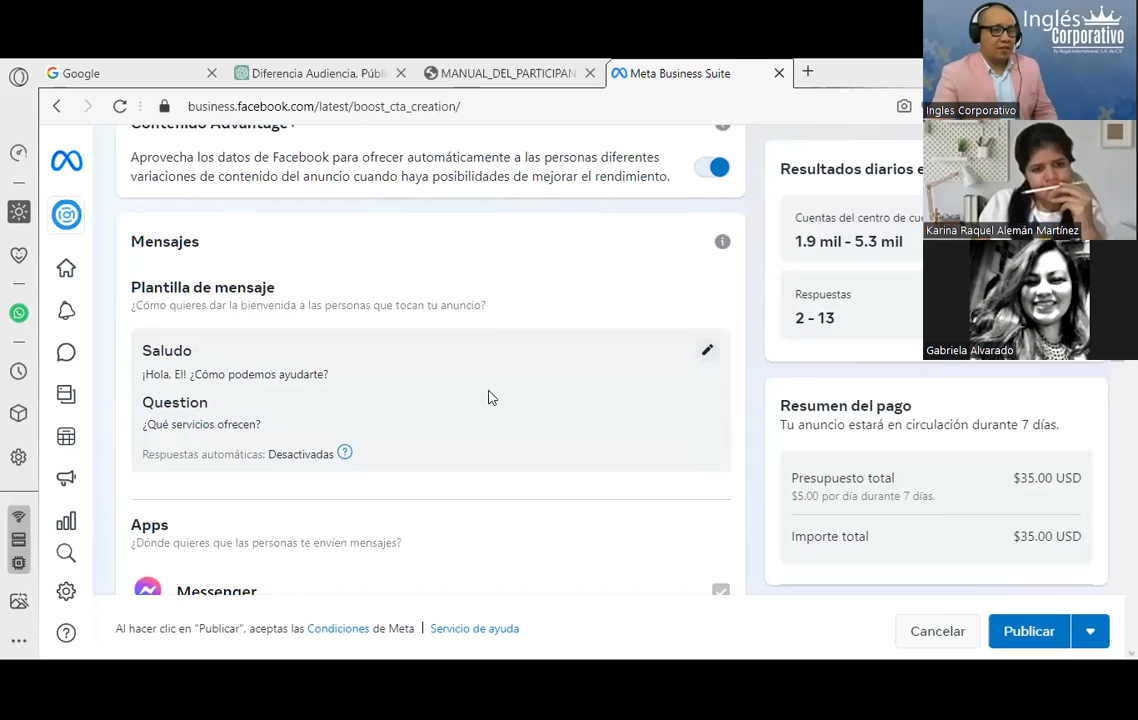 Google
Diferencia Audiencia, Públi
MANUAL_DEL_PARTICIPAN
Meta Business Suite
business.facebook.com/latest/boost_cta_creation/
Inglés
Corporativo
Ingles Corporativo
Karina Raquel Alemán Martínez
Gabriela Alvarado
Contenido Advantage+
Aprovecha los datos de Facebook para ofrecer automáticamente a las personas diferentes
variaciones de contenido del anuncio cuando haya posibilidades de mejorar el rendimiento.
Mensajes
Plantilla de mensaje
¿Cómo quieres dar la bienvenida a las personas que tocan tu anuncio?
Saludo
¡Hola, El! ¿Cómo podemos ayudarte?
Question
¿Qué servicios ofrecen?
Respuestas automáticas: Desactivadas
Apps
¿Dónde quieres que las personas te envíen mensajes?
Messenger
Resultados diarios e
Cuentas del centro de cue
1.9 mil - 5.3 mil
Respuestas
2 - 13
Resumen del pago
Tu anuncio estará en circulación durante 7 días.
Presupuesto total $35.00 USD
$5.00 por día durante 7 días.
Importe total $35.00 USD
Al hacer clic en "Publicar", aceptas las Condiciones de Meta | Servicio de ayuda
Cancelar
Publicar